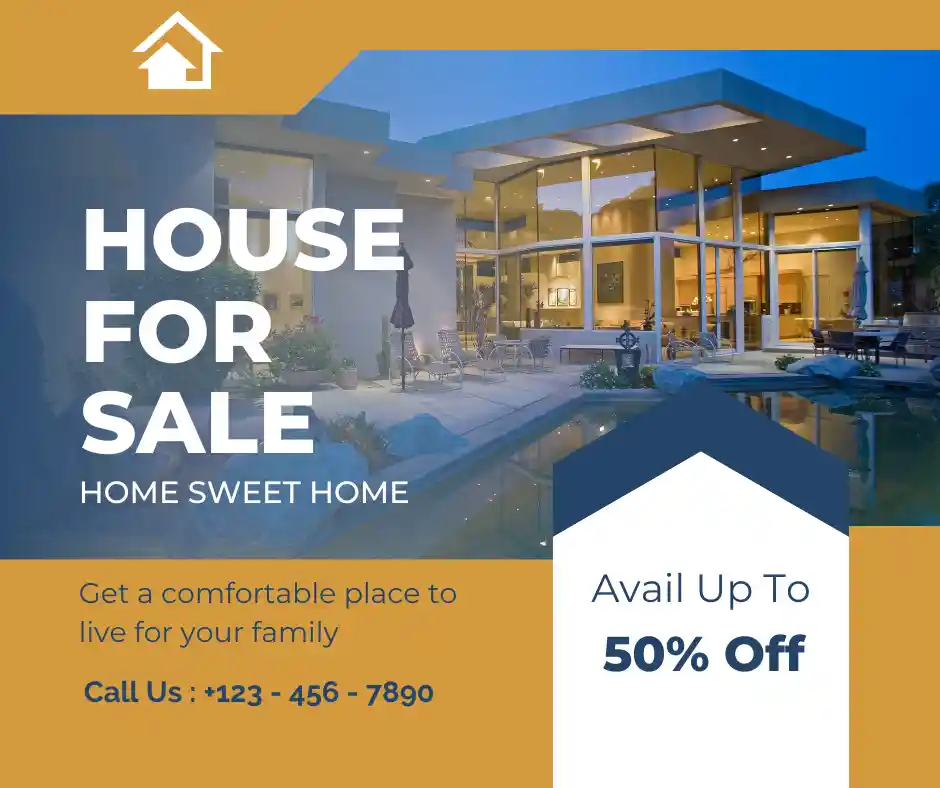 HOUSE
FOR
SALE
HOME SWEET HOME
Get a comfortable place to
live for your family
Call Us : +123 - 456 - 7890
Avail Up To
50% Off